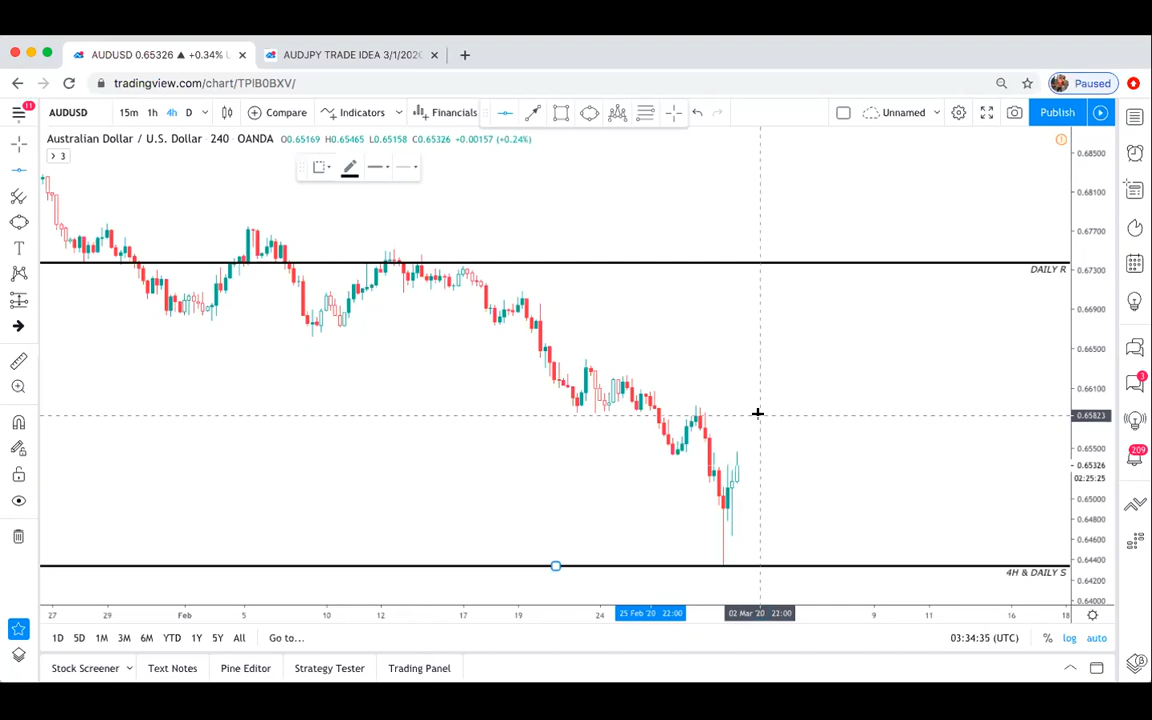 AUDUSD 0.65326 ▲ +0.34% U
AUDJPY TRADE IDEA 3/1/2020
tradingview.com/chart/TPIB0BXV/
Paused
11
AUDUSD 15m 1h 4h D Compare Indicators Financials Unnamed Publish
Australian Dollar / U.S. Dollar 240 OANDA O0.65169 H0.65465 L0.65158 C0.65326 +0.00157 (+0.24%)
3
0.68500
0.68100
0.67700
DAILY R
0.67300
0.66900
0.66500
0.66100
3
0.65823
0.65500
209
0.65326
02:25:25
0.65000
0.64800
0.64600
0.64400
4H & DAILY S
0.64200
0.64000
27 29 Feb 5 10 12 17 19 24 25 Feb '20 22:00 02 Mar '20 22:00 9 11 16 18
1D 5D 1M 3M 6M YTD 1Y 5Y All Go to... 03:34:35 (UTC) % log auto
Stock Screener Text Notes Pine Editor Strategy Tester Trading Panel